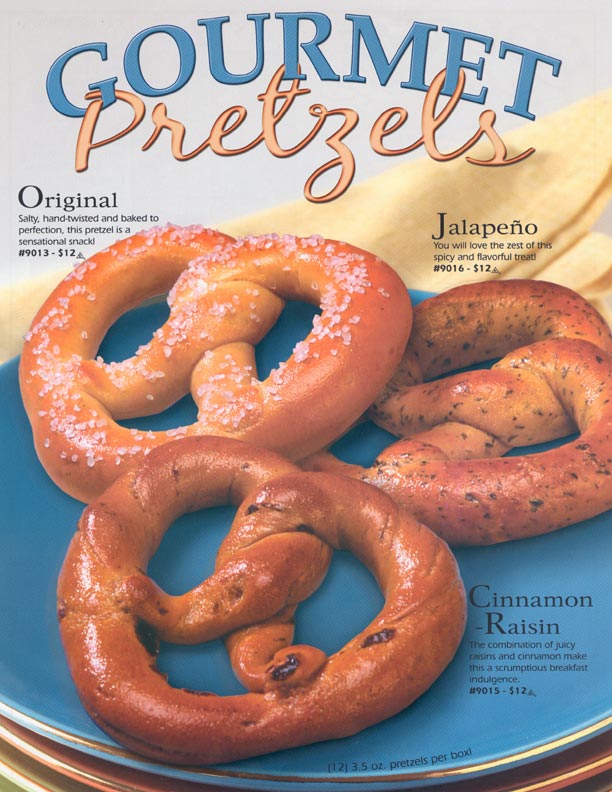 GOURMET
Pretzels
Original
Salty, hand-twisted and baked to
perfection, this pretzel is a
sensational snack!
#9013 - $12
Jalapeño
You will love the zest of this
spicy and flavorful treat!
#9016 - $12
Cinnamon
-Raisin
The combination of juicy
raisins and cinnamon make
this a scrumptious breakfast
indulgence.
#9015 - $12
(12) 3.5 oz. pretzels per box!